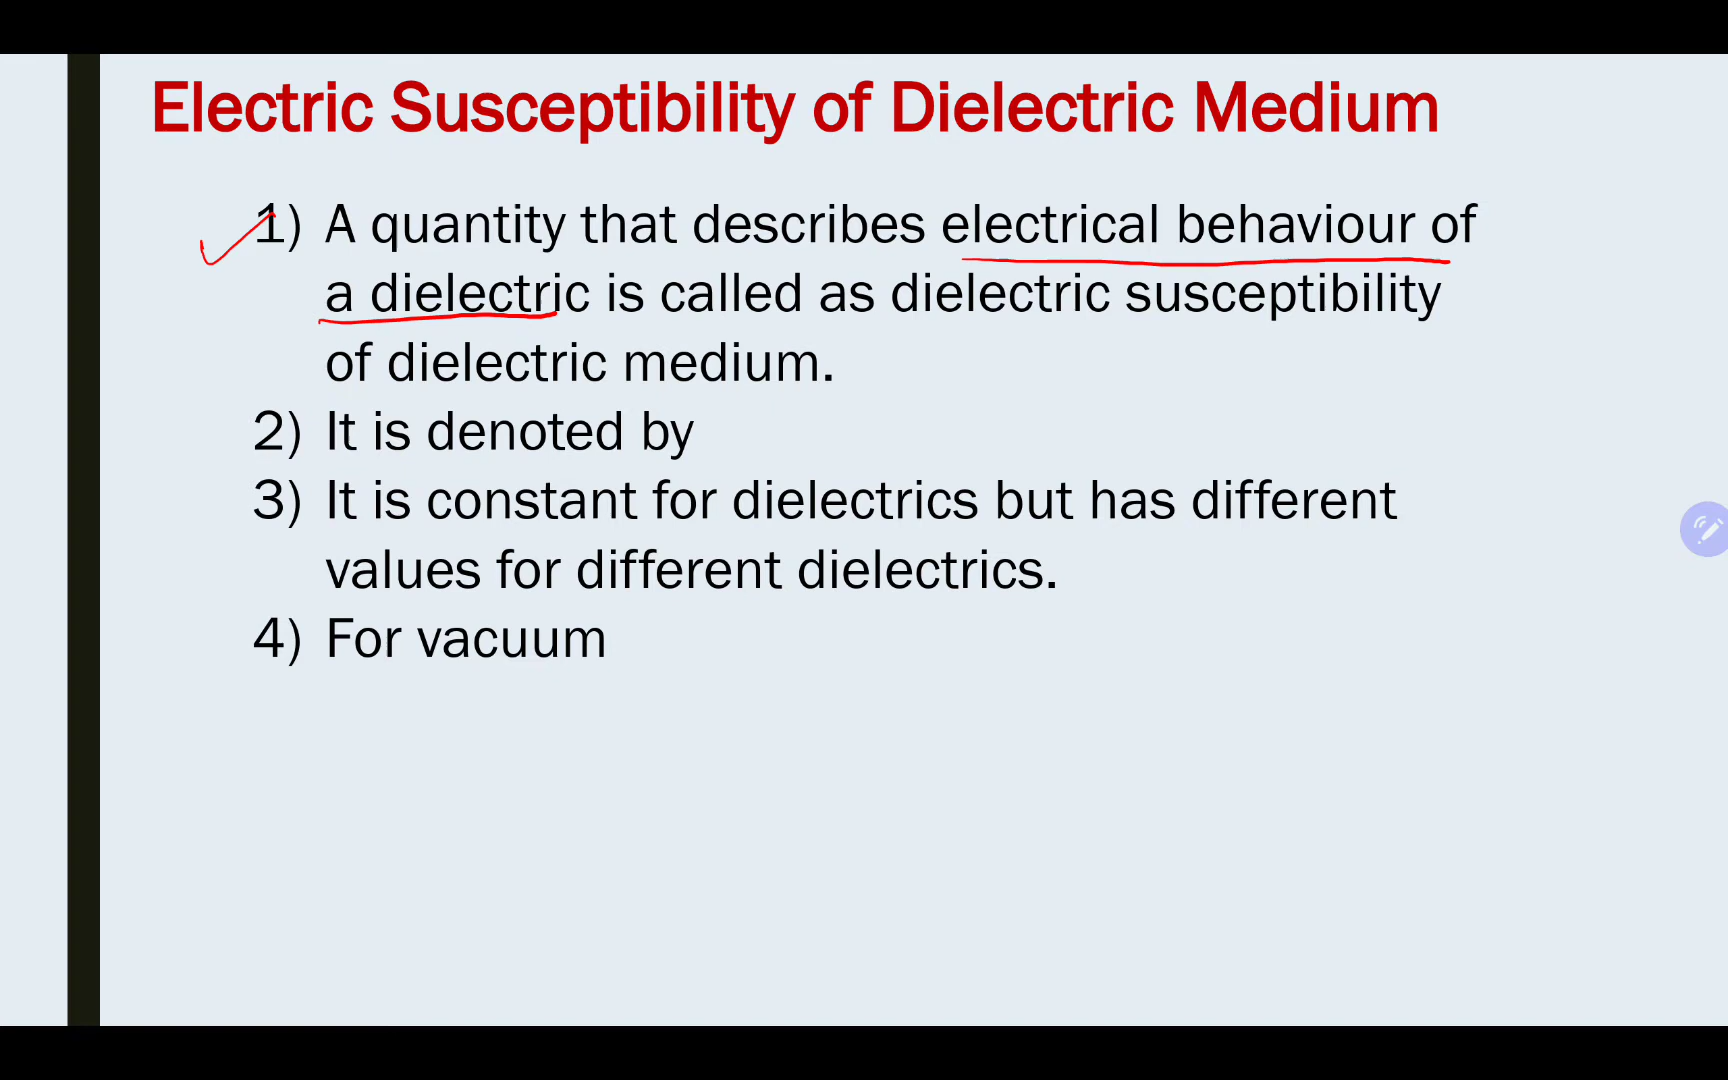 Electric Susceptibility of Dielectric Medium
1) A quantity that describes electrical behaviour of
a dielectric is called as dielectric susceptibility
of dielectric medium.
2) It is denoted by
3) It is constant for dielectrics but has different
values for different dielectrics.
4) For vacuum